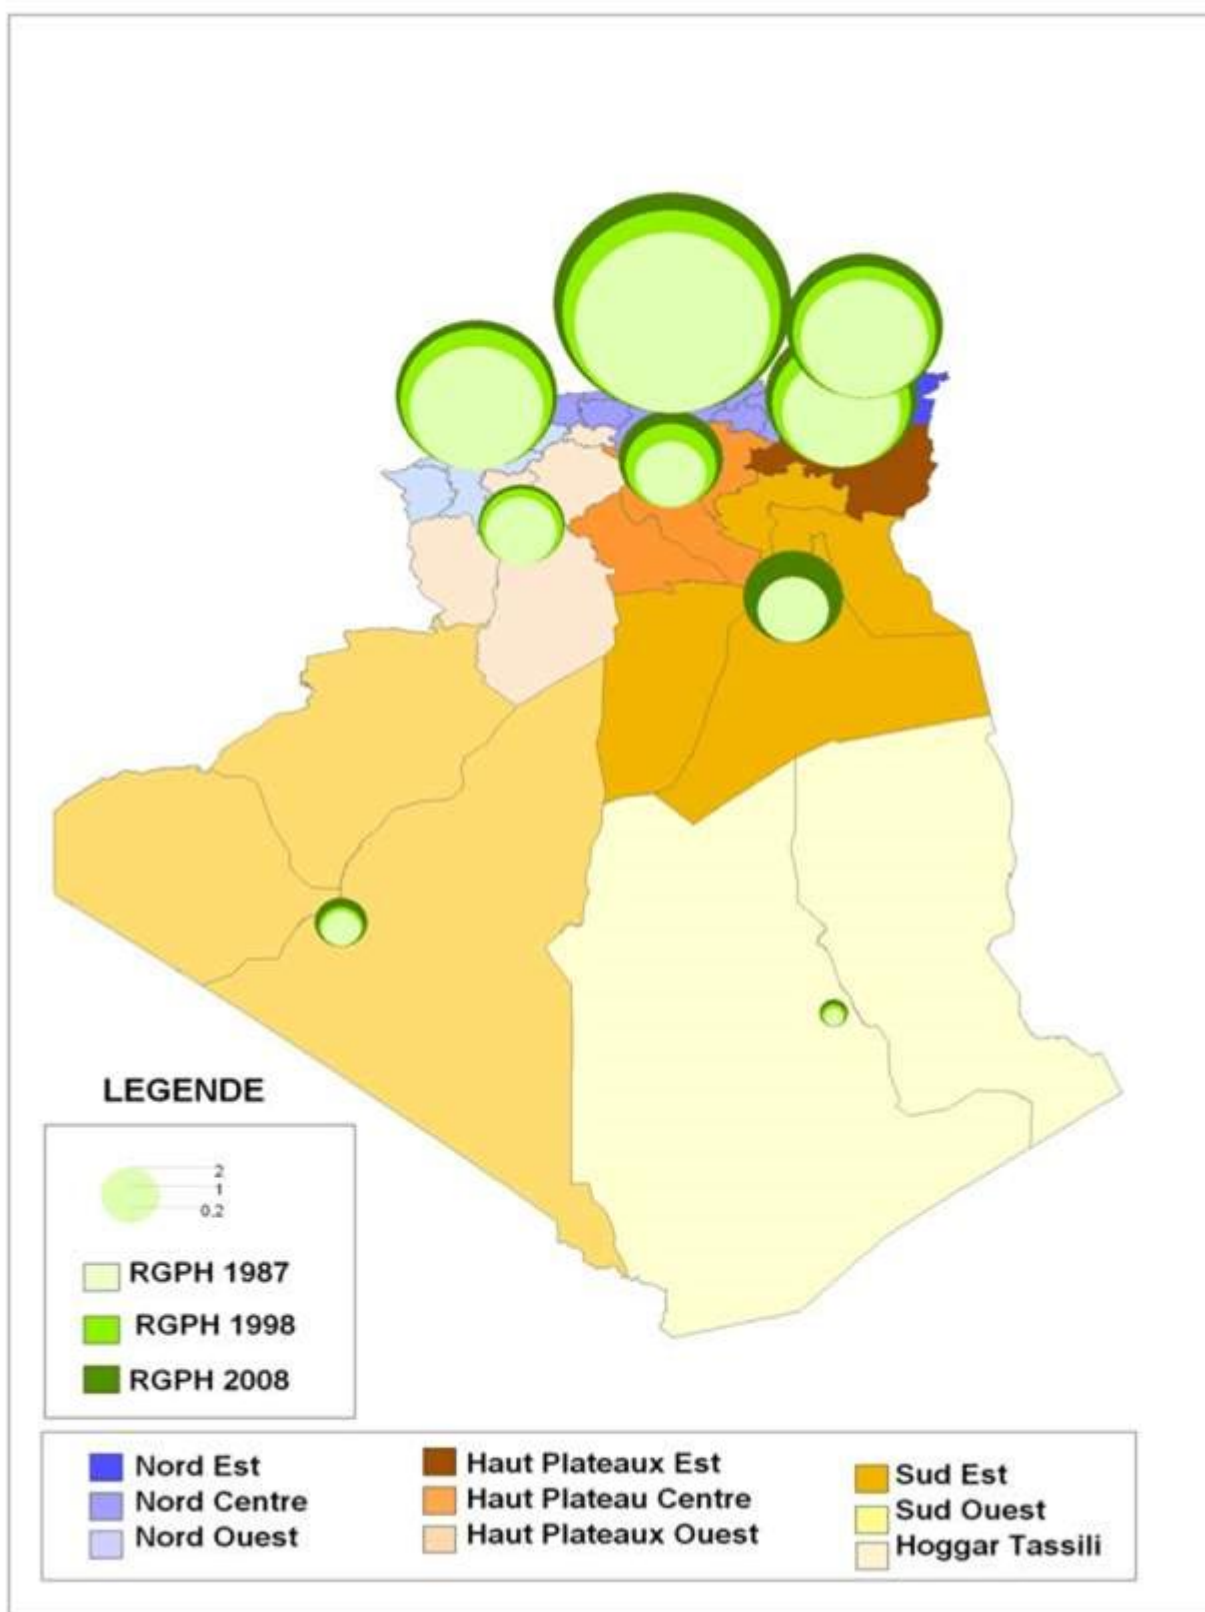 LEGENDE
2
1
0.2
RGPH 1987
RGPH 1998
RGPH 2008
Nord Est
Nord Centre
Nord Ouest
Haut Plateaux Est
Haut Plateau Centre
Haut Plateaux Ouest
Sud Est
Sud Ouest
Hoggar Tassili